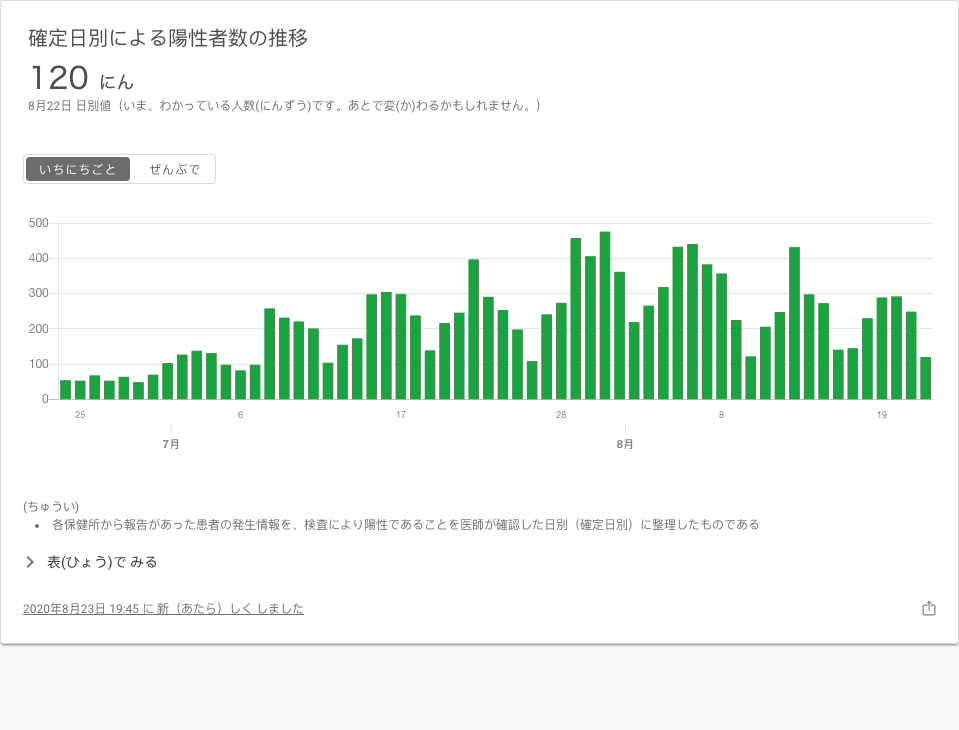 確定日別による陽性者数の推移
120 にん
8月22日 日別値（いま、わかっている人数(にんずう)です。あとで変(か)わるかもしれません。）
いちにちごと ぜんぶで
500
400
300
200
100
0
25 6 17 28 8 19
7月 8月
(ちゅうい)
• 各保健所から報告があった患者の発生情報を、検査により陽性であることを医師が確認した日別（確定日別）に整理したものである
表(ひょう)で みる
2020年8月23日 19:45 に 新（あたら）しく しました